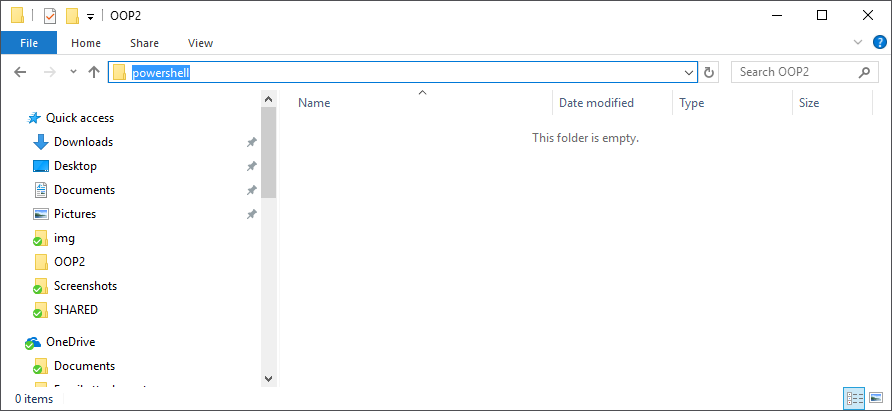 OOP2
File Home Share View
powershell
Search OOP2
Name Date modified Type Size
This folder is empty.
Quick access
Downloads
Desktop
Documents
Pictures
img
OOP2
Screenshots
SHARED
OneDrive
Documents
0 items